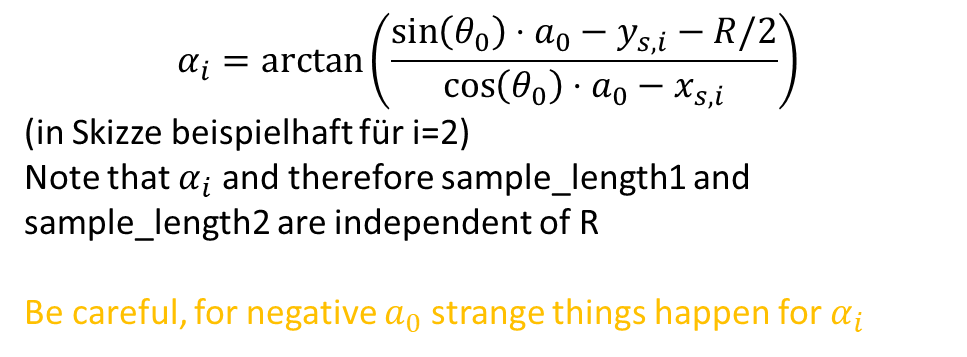 α_i = arctan((sin(θ_0) · a_0 − y_{s,i} − R/2) / (cos(θ_0) · a_0 − x_{s,i}))
(in Skizze beispielhaft für i=2)
Note that α_i and therefore sample_length1 and
sample_length2 are independent of R
Be careful, for negative a_0 strange things happen for α_i